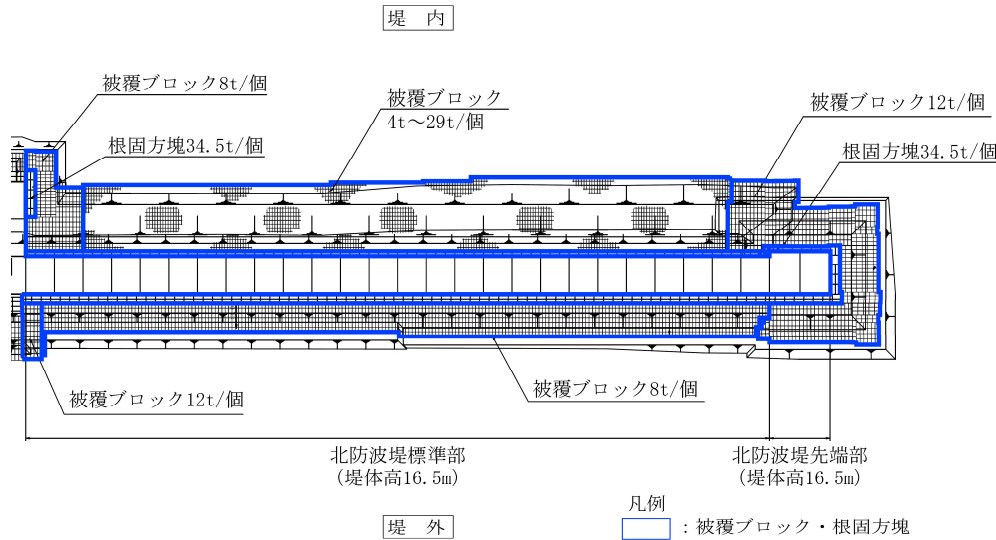 堤 内
被覆ブロック8t/個
被覆ブロック
4t～29t/個
被覆ブロック12t/個
根固方塊34.5t/個
根固方塊34.5t/個
被覆ブロック12t/個
被覆ブロック8t/個
北防波堤標準部
(堤体高16.5m)
北防波堤先端部
(堤体高16.5m)
堤 外
凡例
：被覆ブロック・根固方塊